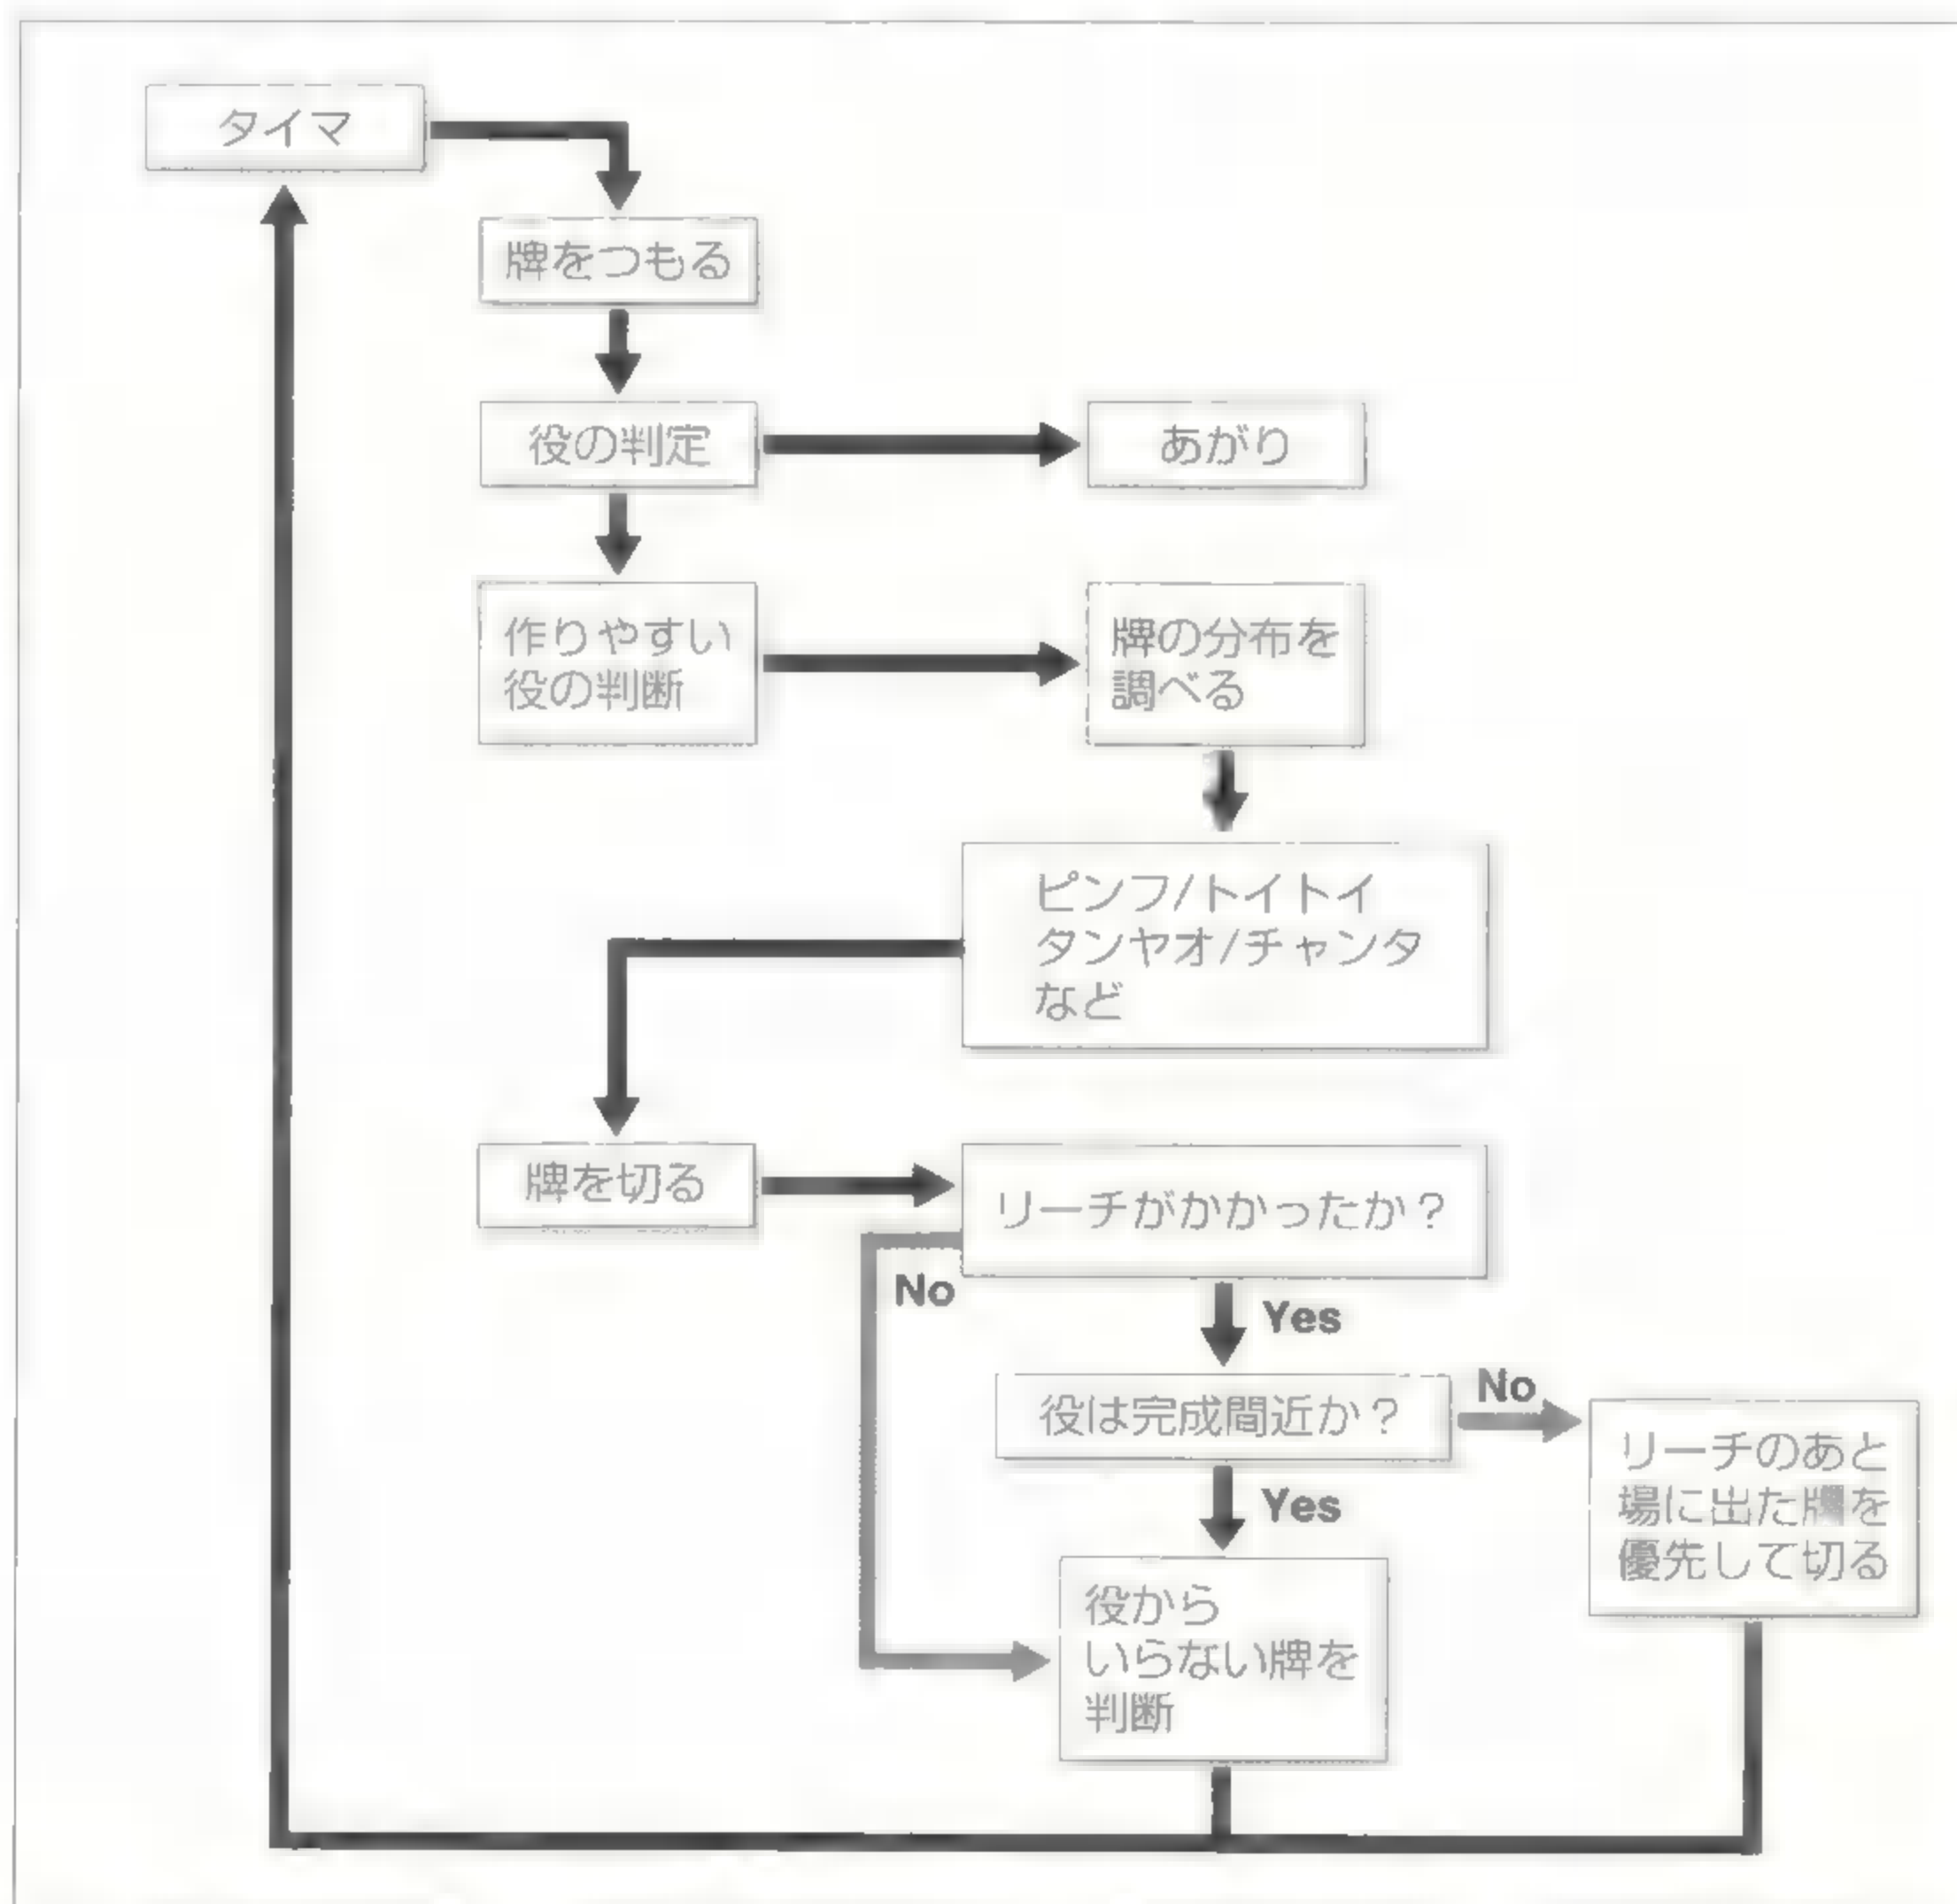 タイマ
牌をつもる
役の判定
あがり
作りやすい
役の判断
牌の分布を
調べる
ピンフ/トイトイ
タンヤオ/チャンタ
など
牌を切る
リーチがかかったか?
No
Yes
役は完成間近か?
No
Yes
リーチのあと
場に出た牌を
優先して切る
役から
いらない牌を
判断